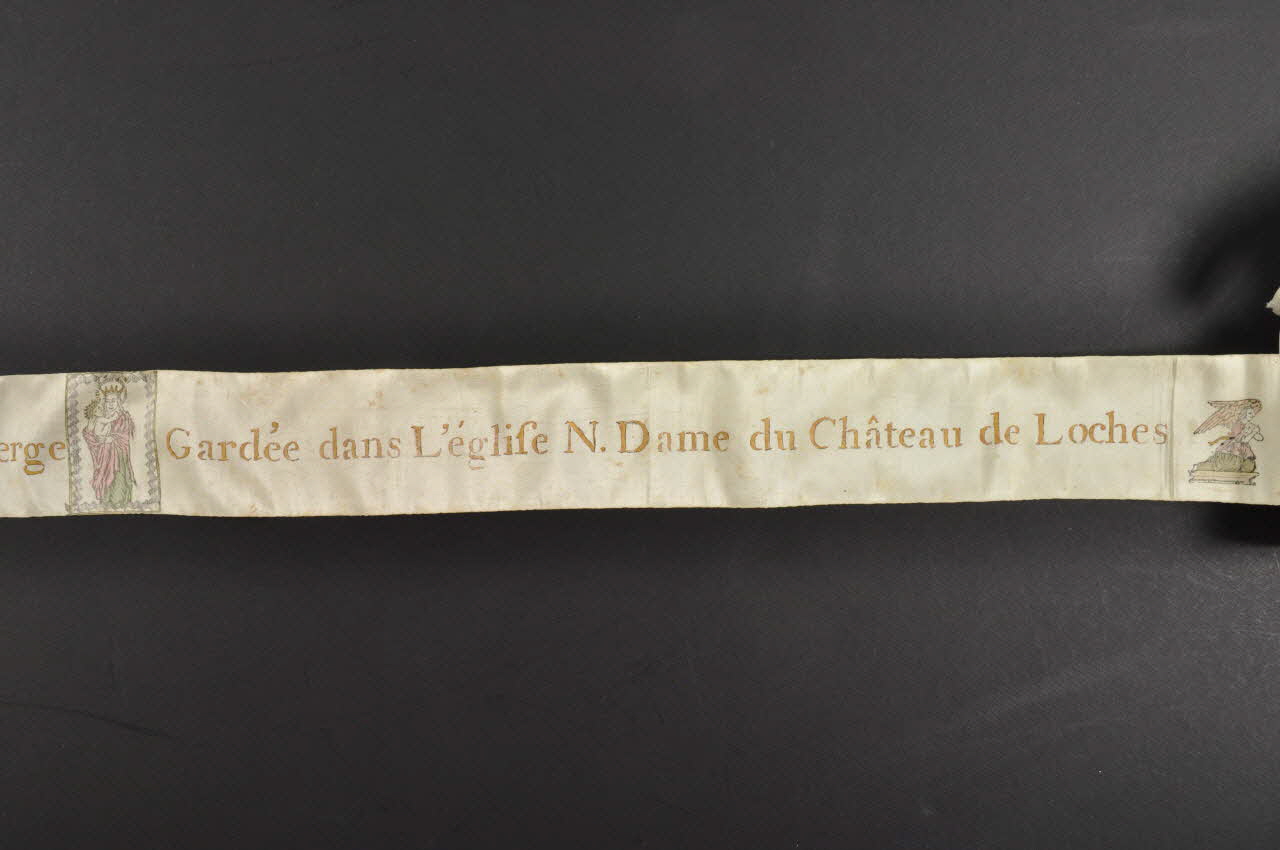 erge Gardée dans L'égliſe N. Dame du Château de Loches